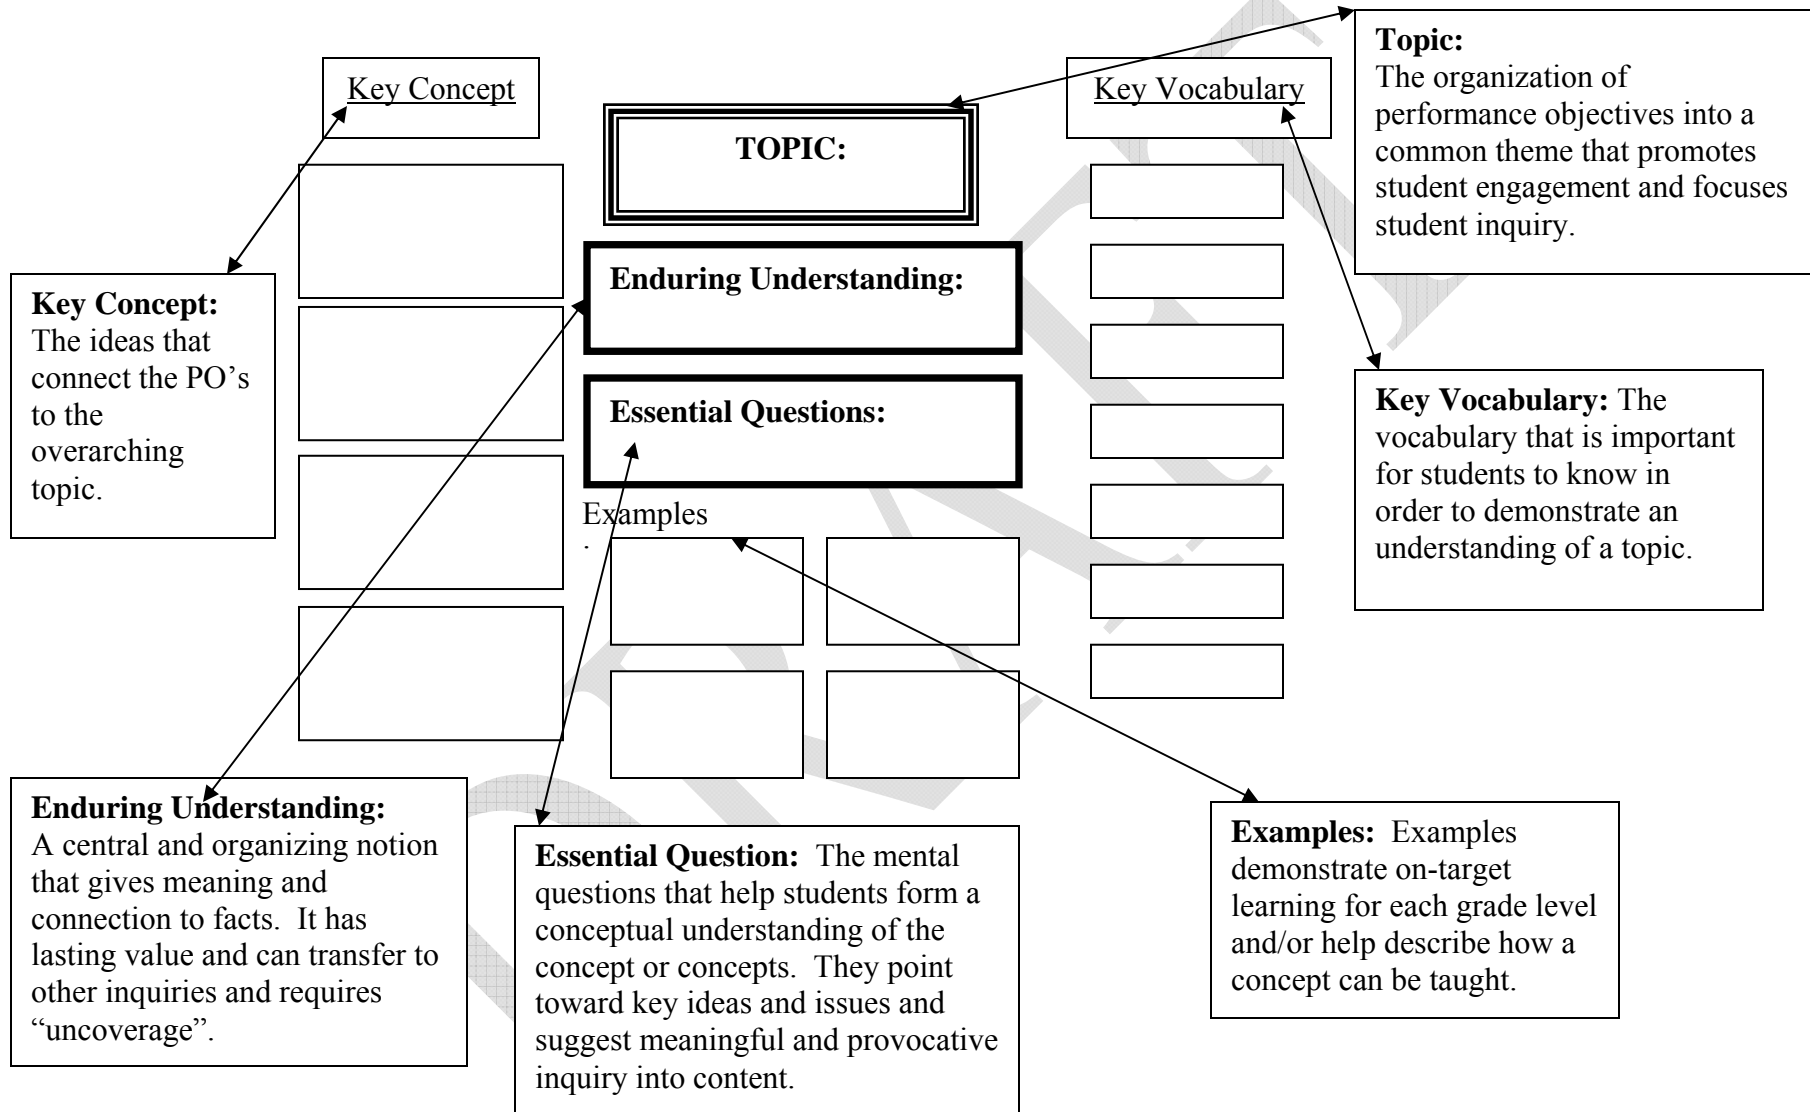 Key Concept
TOPIC:
Key Vocabulary
Topic:
The organization of
performance objectives into a
common theme that promotes
student engagement and focuses
student inquiry.
Enduring Understanding:
Essential Questions:
Examples
:
Key Concept:
The ideas that
connect the PO’s
to the
overarching
topic.
Key Vocabulary: The
vocabulary that is important
for students to know in
order to demonstrate an
understanding of a topic.
Enduring Understanding:
A central and organizing notion
that gives meaning and
connection to facts.  It has
lasting value and can transfer to
other inquiries and requires
“uncoverage”.
Essential Question:  The mental
questions that help students form a
conceptual understanding of the
concept or concepts.  They point
toward key ideas and issues and
suggest meaningful and provocative
inquiry into content.
Examples:  Examples
demonstrate on-target
learning for each grade level
and/or help describe how a
concept can be taught.
DRAFT